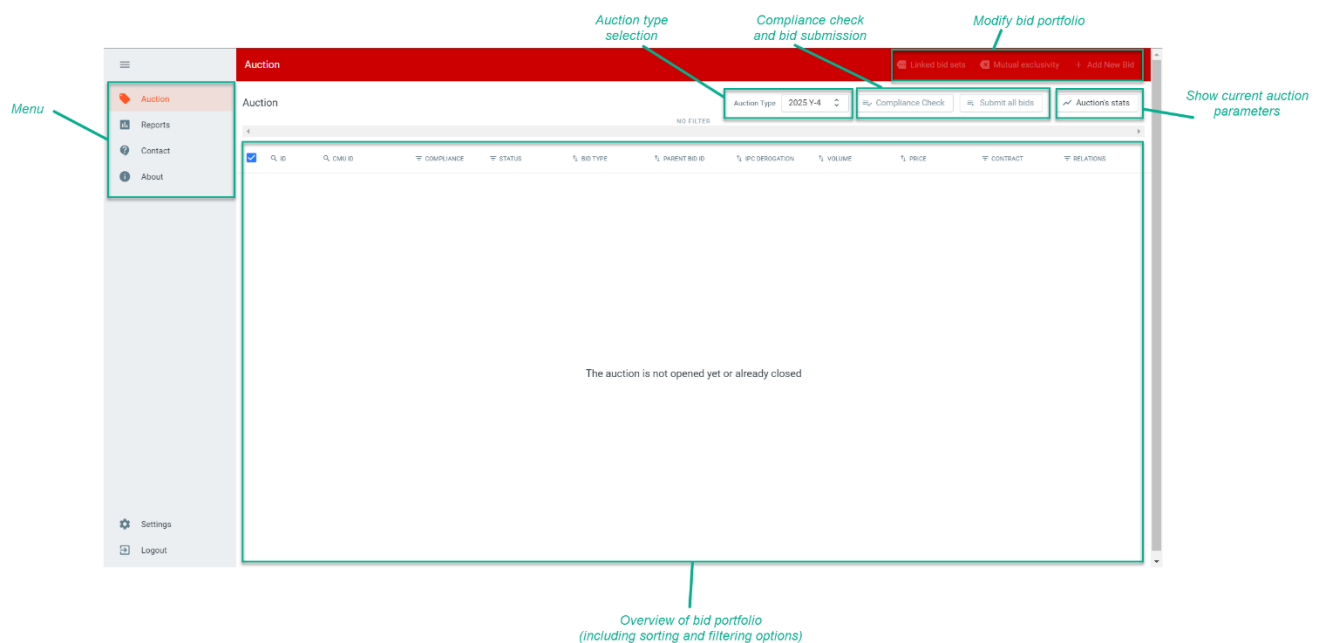 Auction type
selection
Compliance check
and bid submission
Modify bid portfolio
Auction
Linked bid sets
Mutual exclusivity
+ Add New Bid
Menu
Auction
Reports
Contact
About
Auction
Auction Type
2025 Y-4
Compliance Check
Submit all bids
Auction's stats
Show current auction
parameters
NO FILTER
ID
CMU ID
COMPLIANCE
STATUS
BID TYPE
PARENT BID ID
IPC DEROGATION
VOLUME
PRICE
CONTRACT
RELATIONS
The auction is not opened yet or already closed
Settings
Logout
Overview of bid portfolio
(including sorting and filtering options)